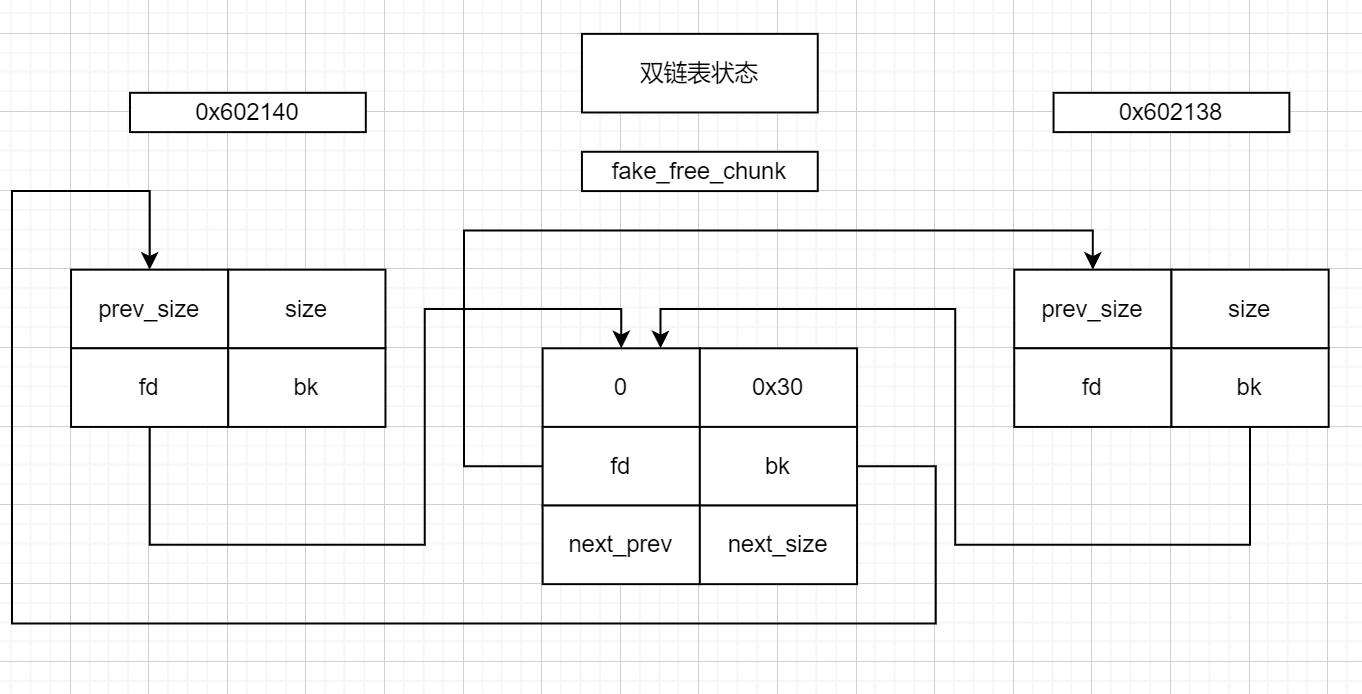 双链表状态
0x602140
0x602138
fake_free_chunk
prev_size
size
fd
bk
0
0x30
fd
bk
next_prev
next_size
prev_size
size
fd
bk